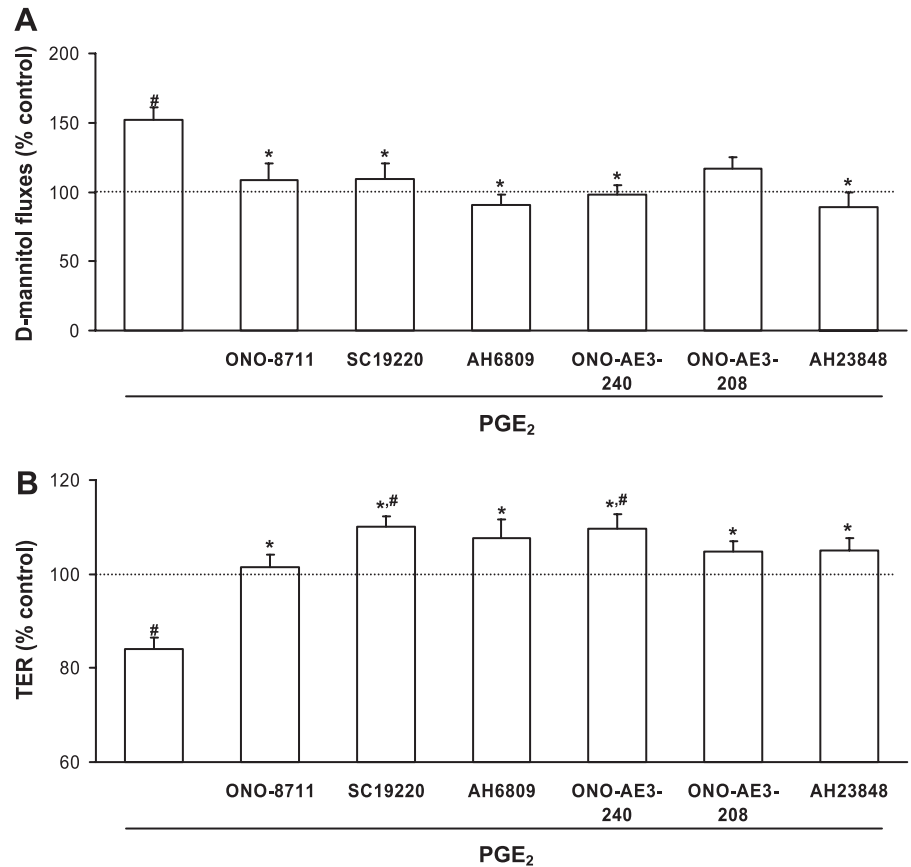 A
D-mannitol fluxes (% control)
200
150
100
50
0
#
*
*
*
*
*
ONO-8711 SC19220 AH6809 ONO-AE3-240 ONO-AE3-208 AH23848
PGE₂
B
TER (% control)
120
100
80
60
#
*
*,#
*
*,#
*
*
ONO-8711 SC19220 AH6809 ONO-AE3-240 ONO-AE3-208 AH23848
PGE₂